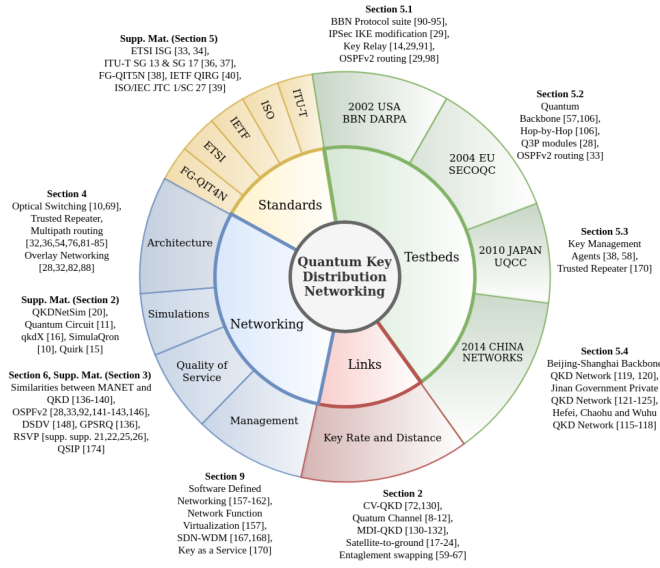 Section 5.1
BBN Protocol suite [90-95],
IPSec IKE modification [29],
Key Relay [14,29,91],
OSPFv2 routing [29,98]
Supp. Mat. (Section 5)
ETSI ISG [33, 34],
ITU-T SG 13 & SG 17 [36, 37],
FG-QIT5N [38], IETF QIRG [40],
ISO/IEC JTC 1/SC 27 [39]
Section 5.2
Quantum
Backbone [57,106],
Hop-by-Hop [106],
Q3P modules [28],
OSPFv2 routing [33]
ITU-T
ISO
IETF
ETSI
FG-QIT4N
2002 USA
BBN DARPA
2004 EU
SECOQC
2010 JAPAN
UQCC
2014 CHINA
NETWORKS
Standards
Testbeds
Quantum Key
Distribution
Networking
Networking
Links
Architecture
Simulations
Quality of
Service
Management
Key Rate and Distance
Section 4
Optical Switching [10,69],
Trusted Repeater,
Multipath routing
[32,36,54,76,81-85]
Overlay Networking
[28,32,82,88]
Section 5.3
Key Management
Agents [38, 58],
Trusted Repeater [170]
Supp. Mat. (Section 2)
QKDNetSim [20],
Quantum Circuit [11],
qkdX [16], SimulaQron
[10], Quirk [15]
Section 5.4
Beijing-Shanghai Backbone
QKD Network [119, 120],
Jinan Government Private
QKD Network [121-125],
Hefei, Chaohu and Wuhu
QKD Network [115-118]
Section 6, Supp. Mat. (Section 3)
Similarities between MANET and
QKD [136-140],
OSPFv2 [28,33,92,141-143,146],
DSDV [148], GPSRQ [136],
RSVP [supp. supp. 21,22,25,26],
QSIP [174]
Section 9
Software Defined
Networking [157-162],
Network Function
Virtualization [157],
SDN-WDM [167,168],
Key as a Service [170]
Section 2
CV-QKD [72,130],
Quatum Channel [8-12],
MDI-QKD [130-132],
Satellite-to-ground [17-24],
Entaglement swapping [59-67]